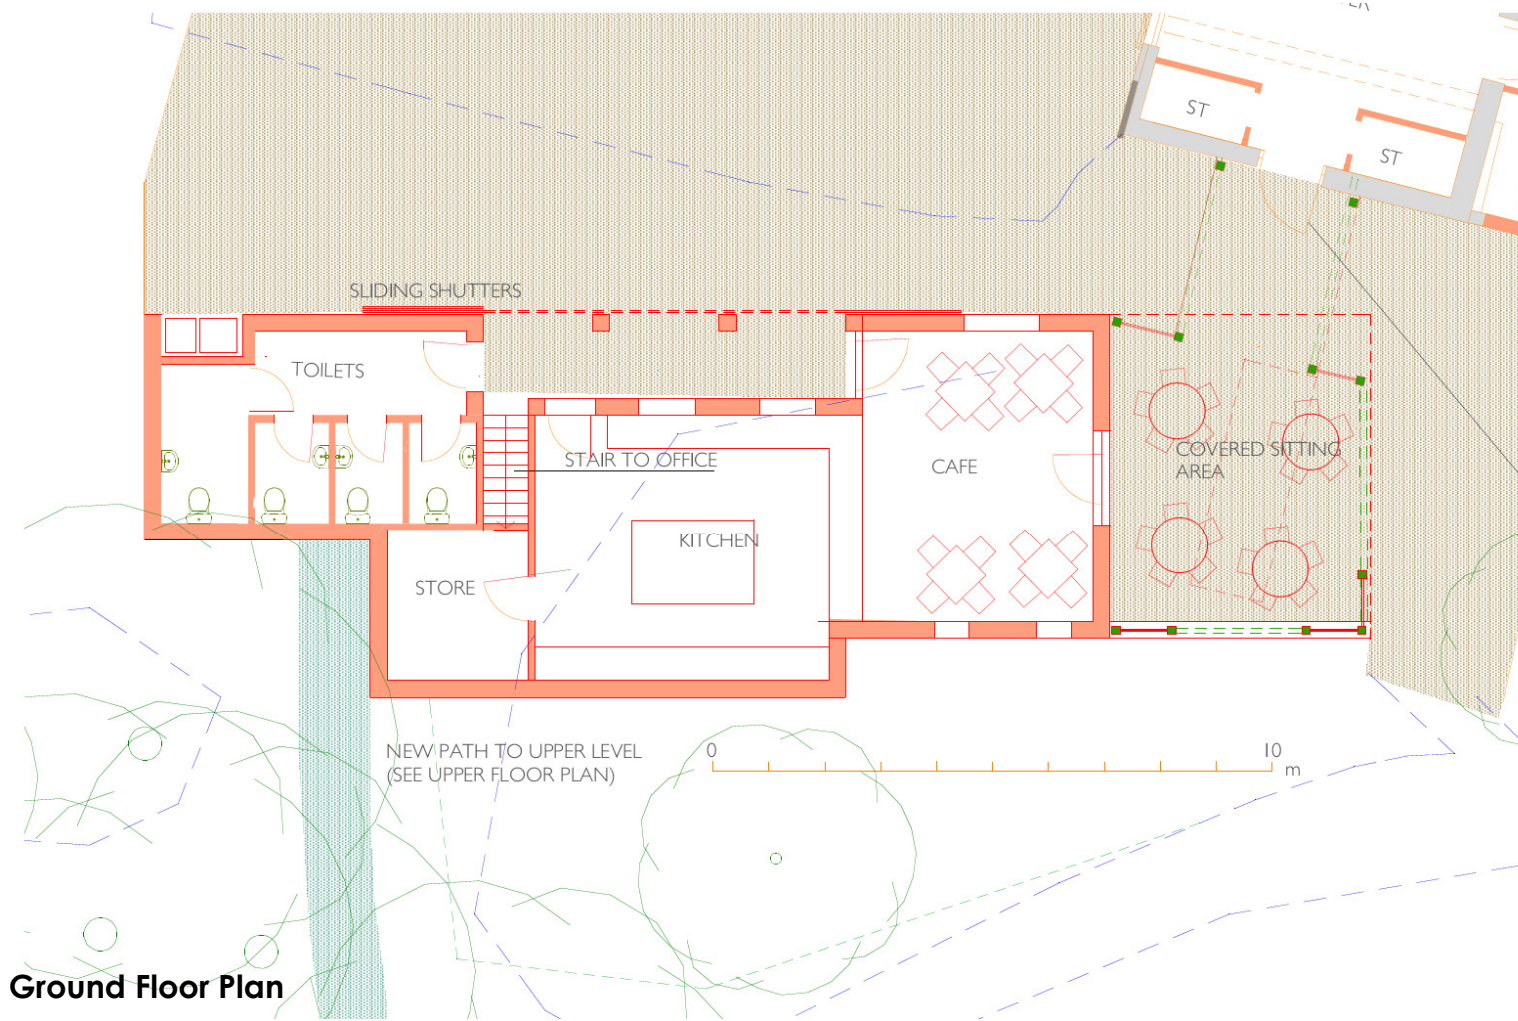 ST
ST
SLIDING SHUTTERS
TOILETS
STAIR TO OFFICE
CAFE
COVERED SITTING
AREA
KITCHEN
STORE
NEW PATH TO UPPER LEVEL
(SEE UPPER FLOOR PLAN)
0
10
m
Ground Floor Plan